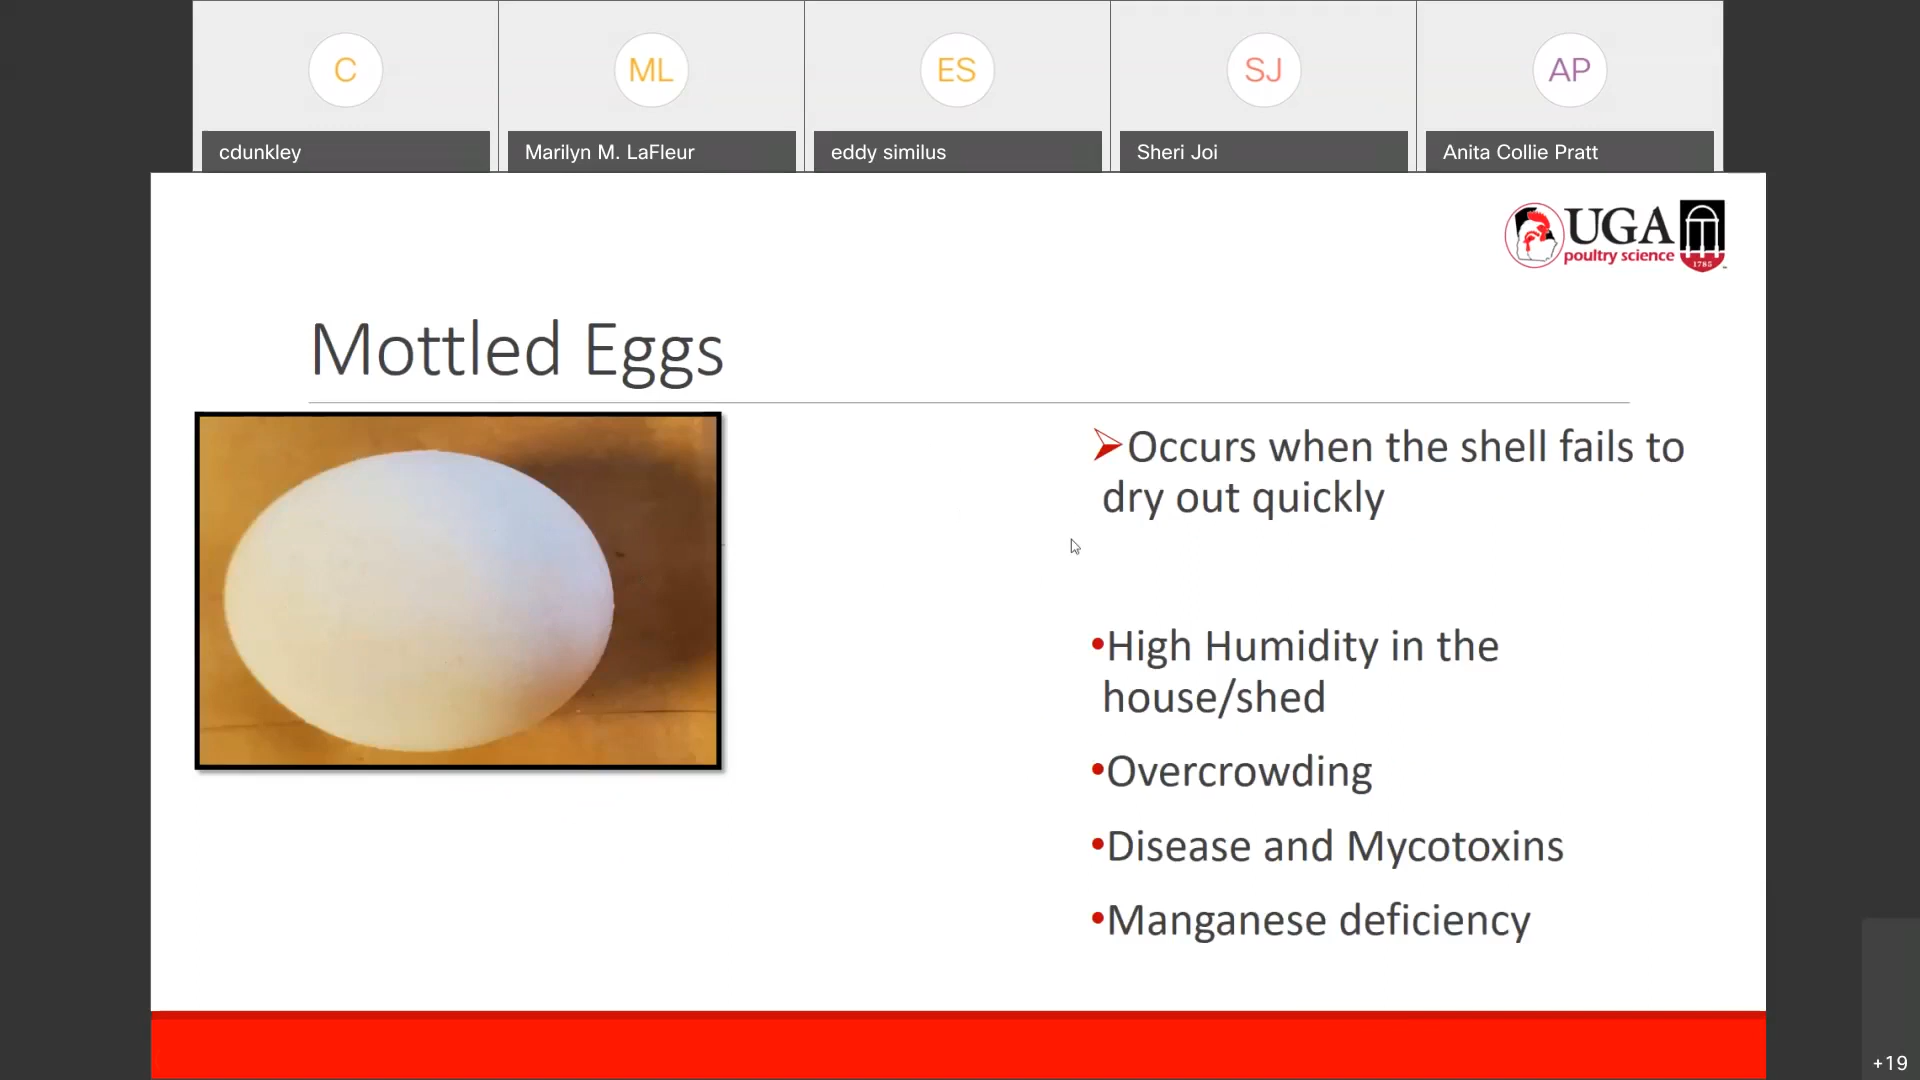 C
ML
ES
SJ
AP
cdunkley
Marilyn M. LaFleur
eddy similus
Sheri Joi
Anita Collie Pratt
UGA
poultry science
1785
Mottled Eggs
➢Occurs when the shell fails to
dry out quickly
•High Humidity in the
house/shed
•Overcrowding
•Disease and Mycotoxins
•Manganese deficiency
+19